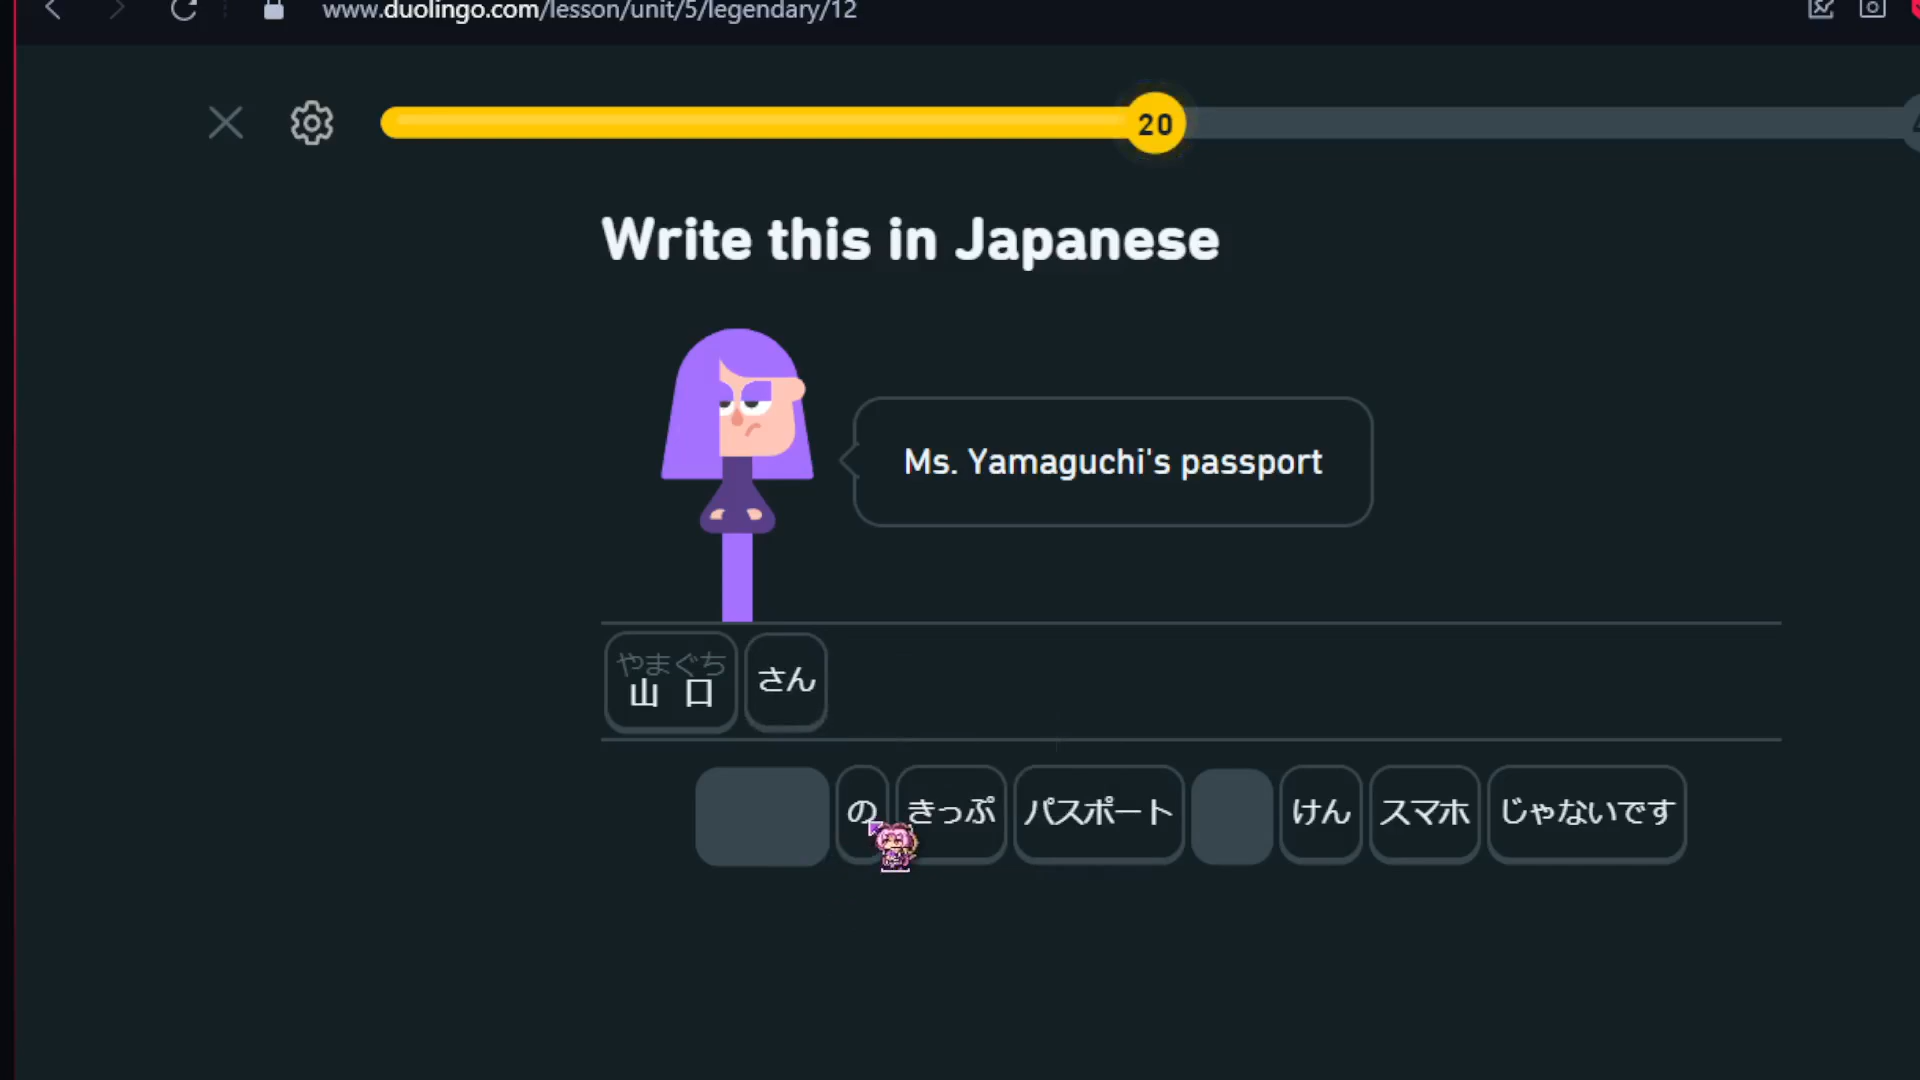 www.duolingo.com/lesson/unit/5/legendary/12
20
Write this in Japanese
Ms. Yamaguchi's passport
やまぐち
山口 さん
の きっぷ パスポート けん スマホ じゃないです